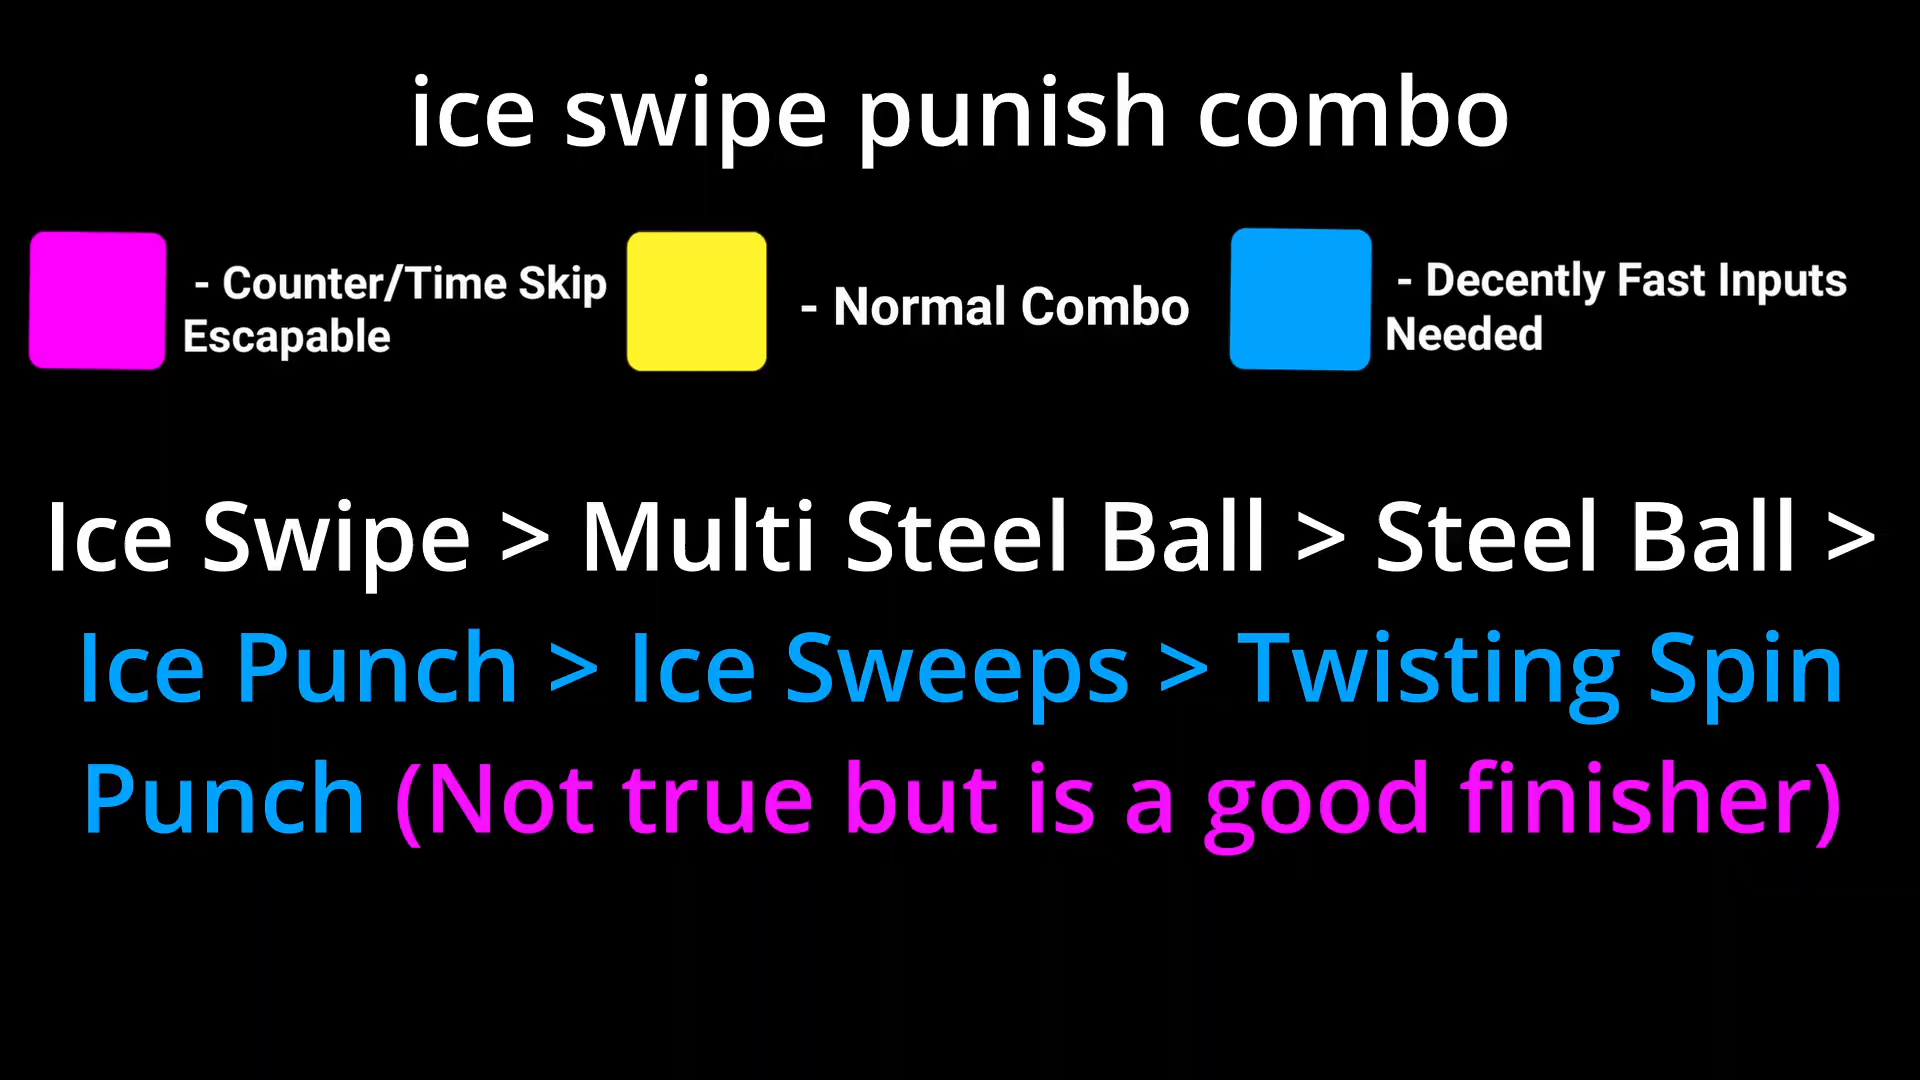 ice swipe punish combo
- Counter/Time Skip
Escapable
- Normal Combo
- Decently Fast Inputs
Needed
Ice Swipe > Multi Steel Ball > Steel Ball >
Ice Punch > Ice Sweeps > Twisting Spin
Punch (Not true but is a good finisher)